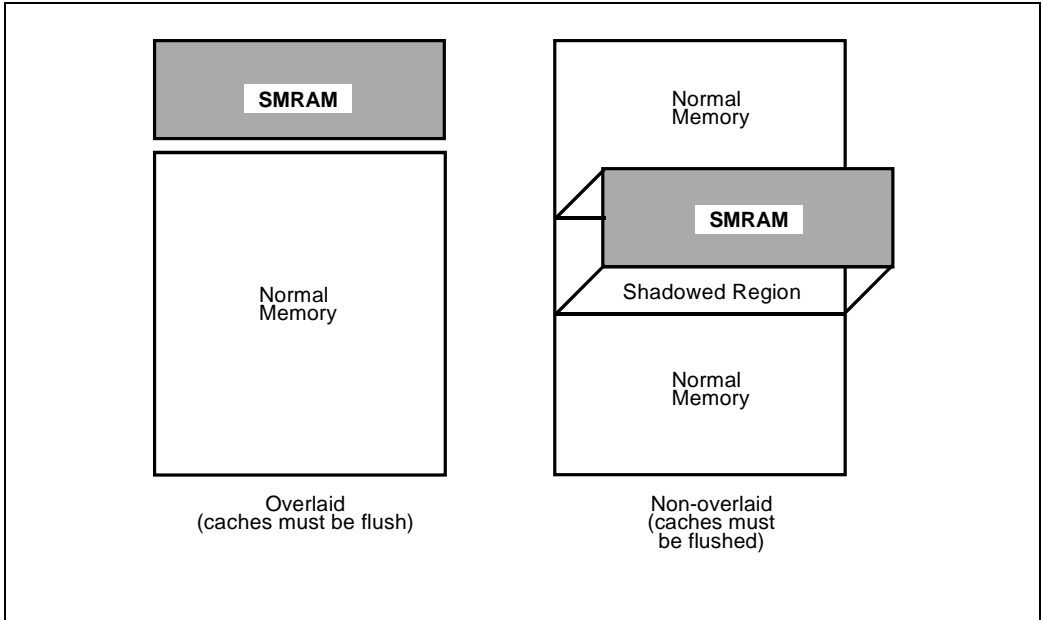 SMRAM
Normal
Memory
Overlaid
(caches must be flush)
Normal
Memory
SMRAM
Shadowed Region
Normal
Memory
Non-overlaid
(caches must
be flushed)